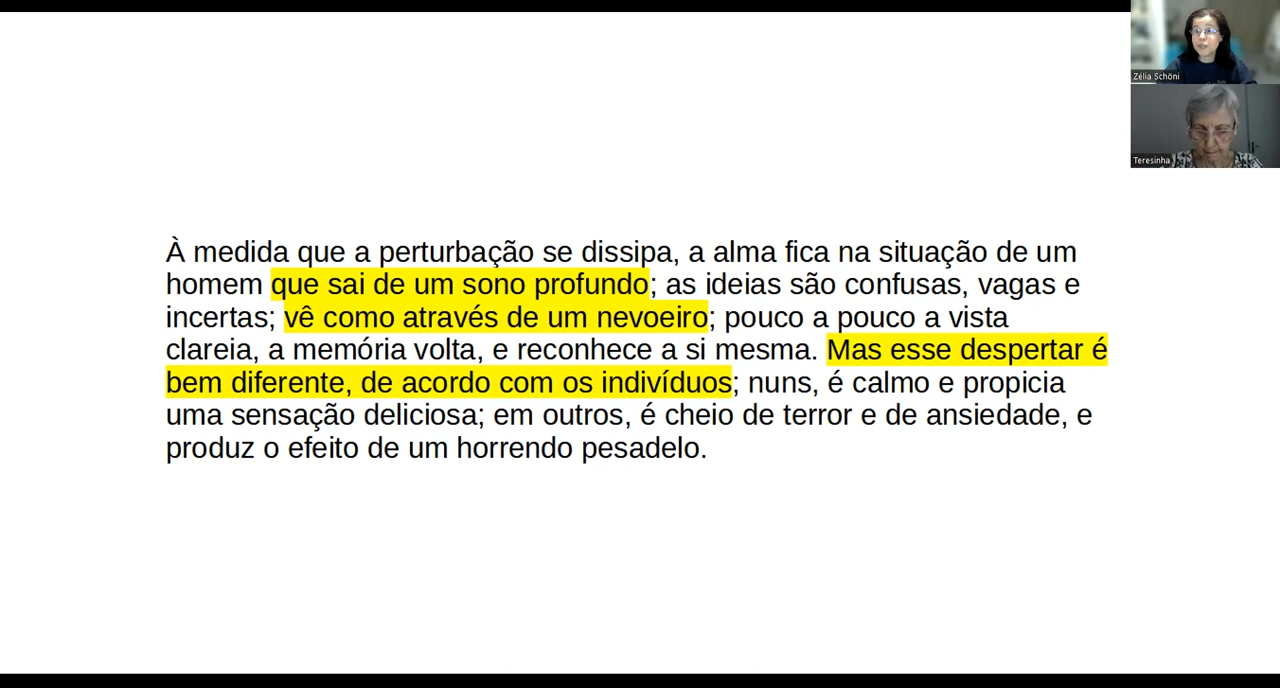 Zélia Schöni
Teresinha
À medida que a perturbação se dissipa, a alma fica na situação de um
homem que sai de um sono profundo; as ideias são confusas, vagas e
incertas; vê como através de um nevoeiro; pouco a pouco a vista
clareia, a memória volta, e reconhece a si mesma. Mas esse despertar é
bem diferente, de acordo com os indivíduos; nuns, é calmo e propicia
uma sensação deliciosa; em outros, é cheio de terror e de ansiedade, e
produz o efeito de um horrendo pesadelo.